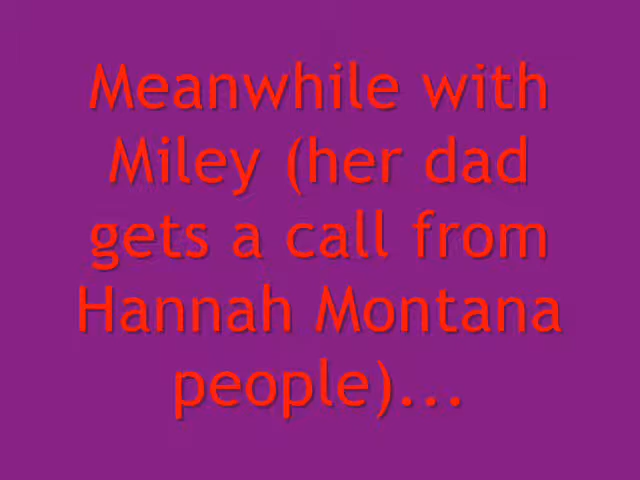 Meanwhile with
Miley (her dad
gets a call from
Hannah Montana
people)...